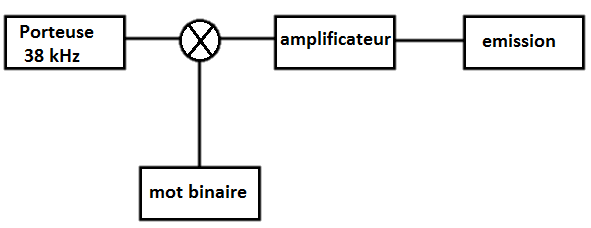 Porteuse
38 kHz
amplificateur
emission
mot binaire